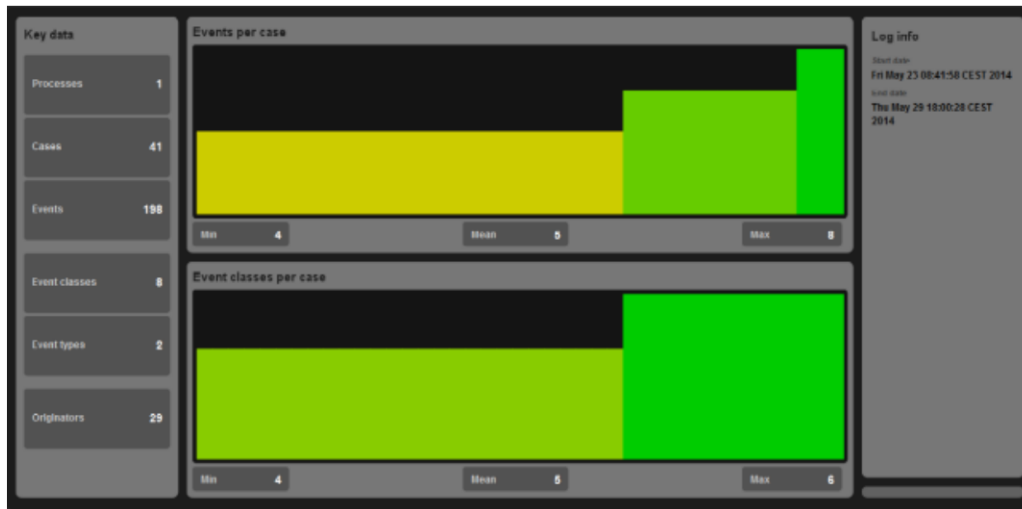 Key data
Processes 1
Cases 41
Events 198
Event classes 8
Event types 2
Originators 29
Events per case
Min 4
Mean 5
Max 8
Event classes per case
Min 4
Mean 5
Max 6
Log info
Start date
Fri May 23 08:41:58 CEST 2014
End date
Thu May 29 18:00:28 CEST
2014